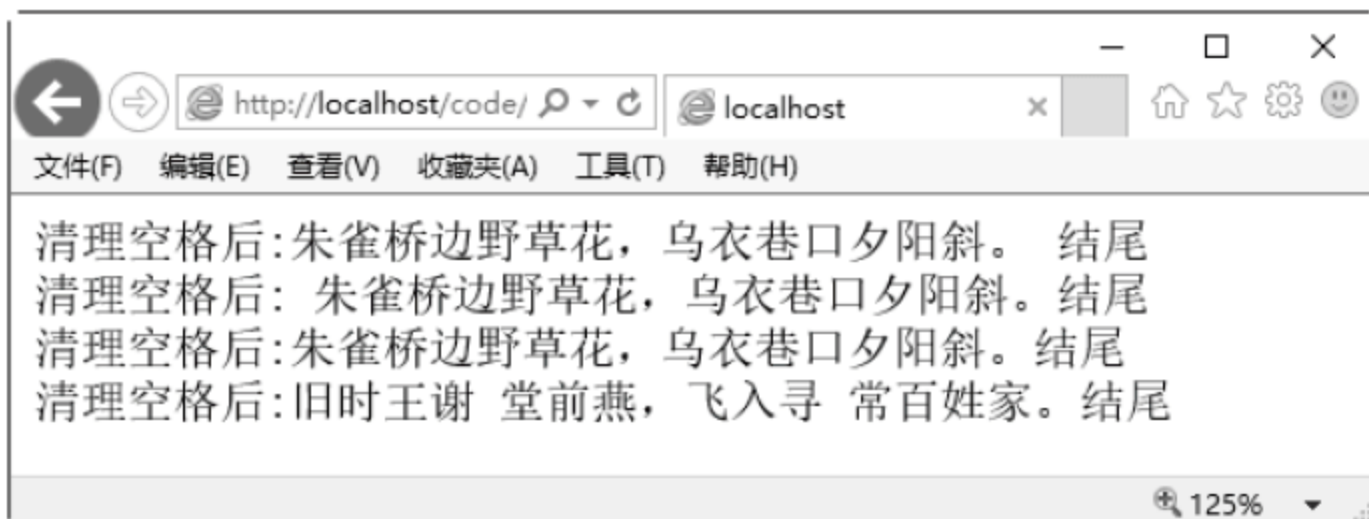 http://localhost/code/ localhost
文件(F) 编辑(E) 查看(V) 收藏夹(A) 工具(T) 帮助(H)
清理空格后:朱雀桥边野草花，乌衣巷口夕阳斜。 结尾
清理空格后: 朱雀桥边野草花，乌衣巷口夕阳斜。结尾
清理空格后:朱雀桥边野草花，乌衣巷口夕阳斜。结尾
清理空格后:旧时王谢 堂前燕，飞入寻 常百姓家。结尾
125%